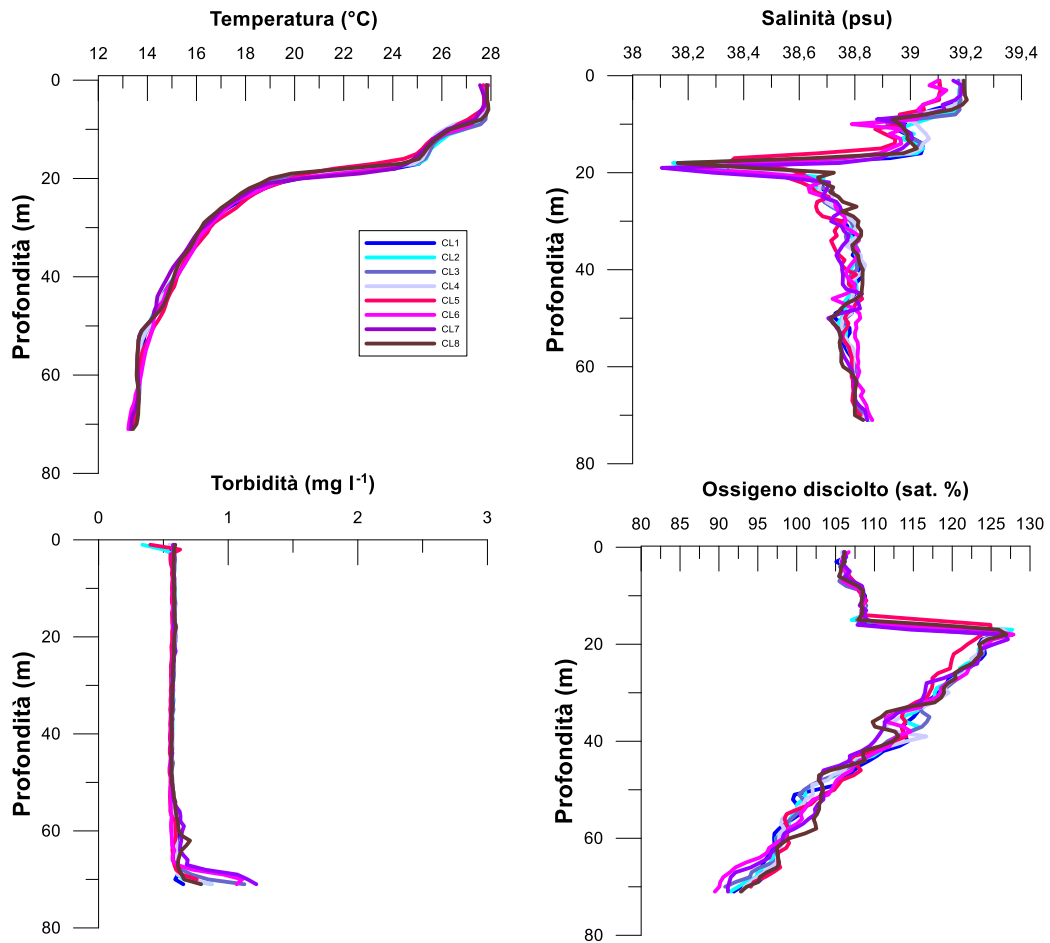 Temperatura (°C)
12 14 16 18 20 22 24 26 28
0
20
40
60
80
Profondità (m)
CL1
CL2
CL3
CL4
CL5
CL6
CL7
CL8
Salinità (psu)
38 38,2 38,4 38,6 38,8 39 39,2 39,4
0
20
40
60
80
Profondità (m)
Torbidità (mg l-1)
0 1 2 3
0
20
40
60
80
Profondità (m)
Ossigeno disciolto (sat. %)
80 85 90 95 100 105 110 115 120 125 130
0
20
40
60
80
Profondità (m)